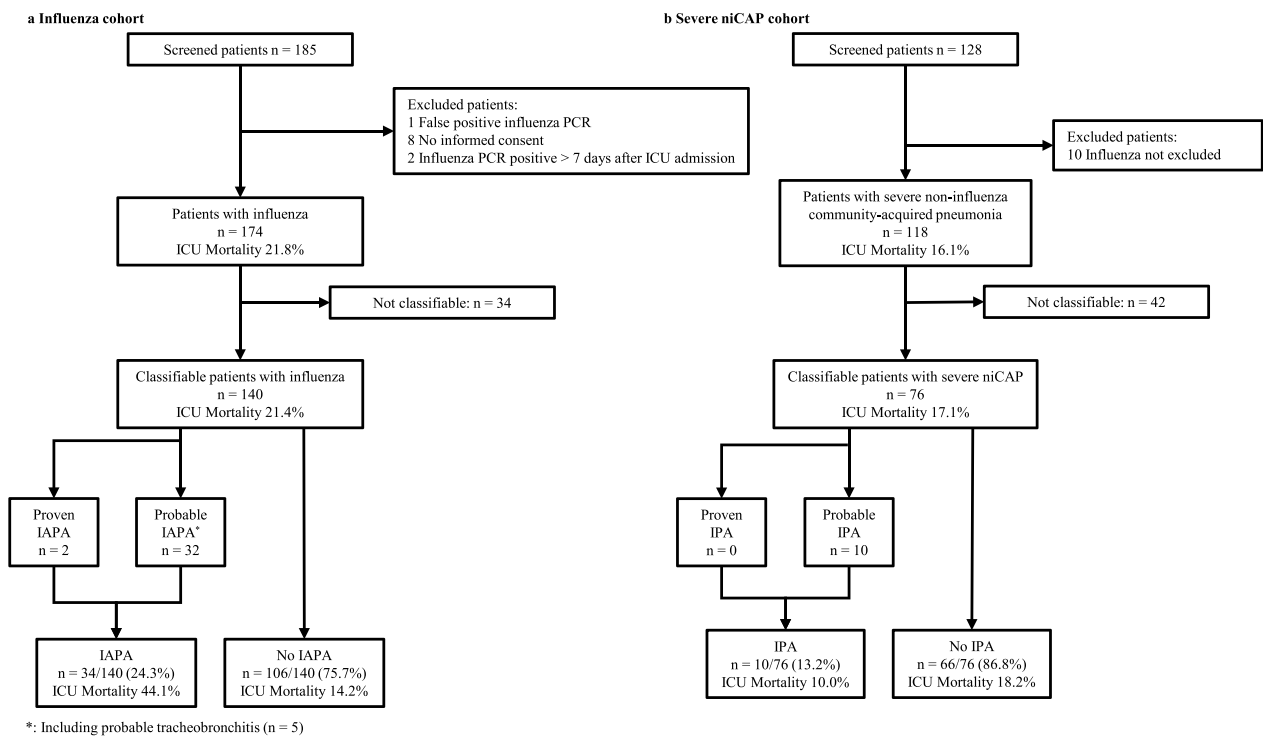 a Influenza cohort
Screened patients n = 185
Excluded patients:
1 False positive influenza PCR
8 No informed consent
2 Influenza PCR positive > 7 days after ICU admission
Patients with influenza
n = 174
ICU Mortality 21.8%
Not classifiable: n = 34
Classifiable patients with influenza
n = 140
ICU Mortality 21.4%
Proven
IAPA
n = 2
Probable
IAPA*
n = 32
IAPA
n = 34/140 (24.3%)
ICU Mortality 44.1%
No IAPA
n = 106/140 (75.7%)
ICU Mortality 14.2%
*: Including probable tracheobronchitis (n = 5)
b Severe niCAP cohort
Screened patients n = 128
Excluded patients:
10 Influenza not excluded
Patients with severe non-influenza
community-acquired pneumonia
n = 118
ICU Mortality 16.1%
Not classifiable: n = 42
Classifiable patients with severe niCAP
n = 76
ICU Mortality 17.1%
Proven
IPA
n = 0
Probable
IPA
n = 10
IPA
n = 10/76 (13.2%)
ICU Mortality 10.0%
No IPA
n = 66/76 (86.8%)
ICU Mortality 18.2%